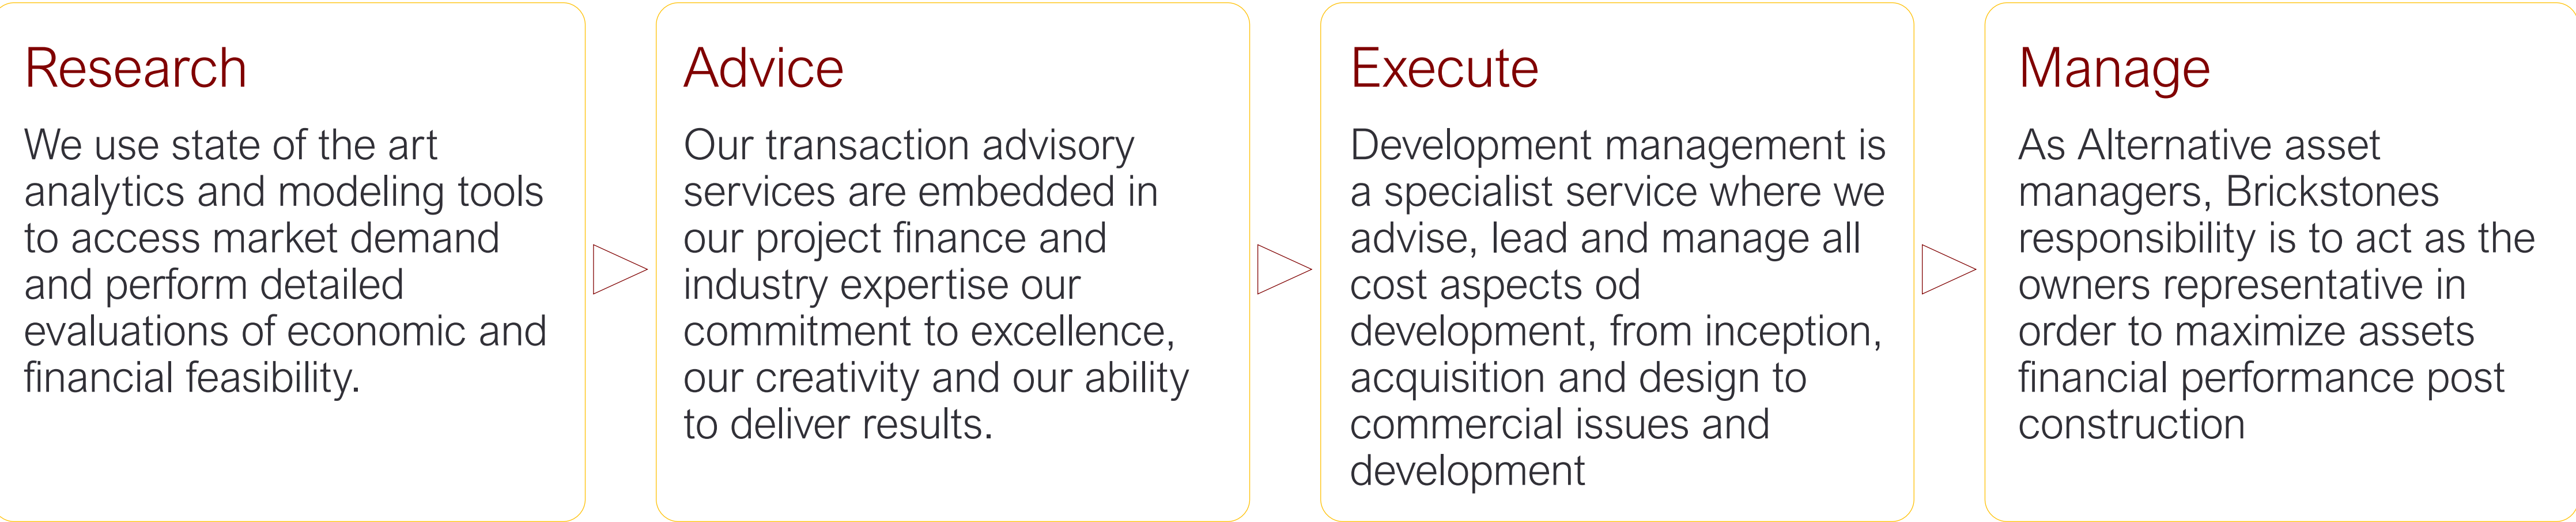 Research
We use state of the art
analytics and modeling tools
to access market demand
and perform detailed
evaluations of economic and
financial feasibility.
Advice
Our transaction advisory
services are embedded in
our project finance and
industry expertise our
commitment to excellence,
our creativity and our ability
to deliver results.
Execute
Development management is
a specialist service where we
advise, lead and manage all
cost aspects od
development, from inception,
acquisition and design to
commercial issues and
development
Manage
As Alternative asset
managers, Brickstones
responsibility is to act as the
owners representative in
order to maximize assets
financial performance post
construction